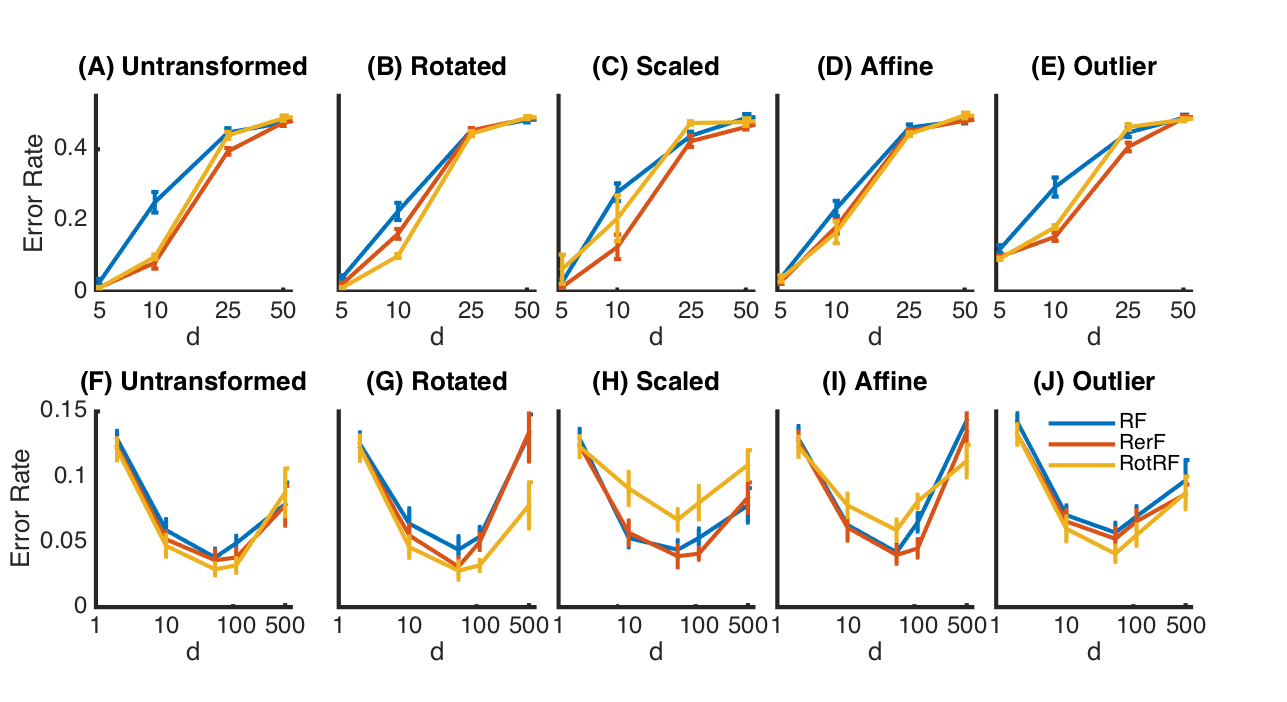 (A) Untransformed (B) Rotated (C) Scaled (D) Affine (E) Outlier
Error Rate
0.4
0.2
0
5 10 25 50 5 10 25 50 5 10 25 50 5 10 25 50 5 10 25 50
d d d d d
(F) Untransformed (G) Rotated (H) Scaled (I) Affine (J) Outlier
Error Rate
0.15
0.1
0.05
0
RF
RerF
RotRF
1 10 100 500 1 10 100 500 1 10 100 500 1 10 100 500 1 10 100 500
d d d d d